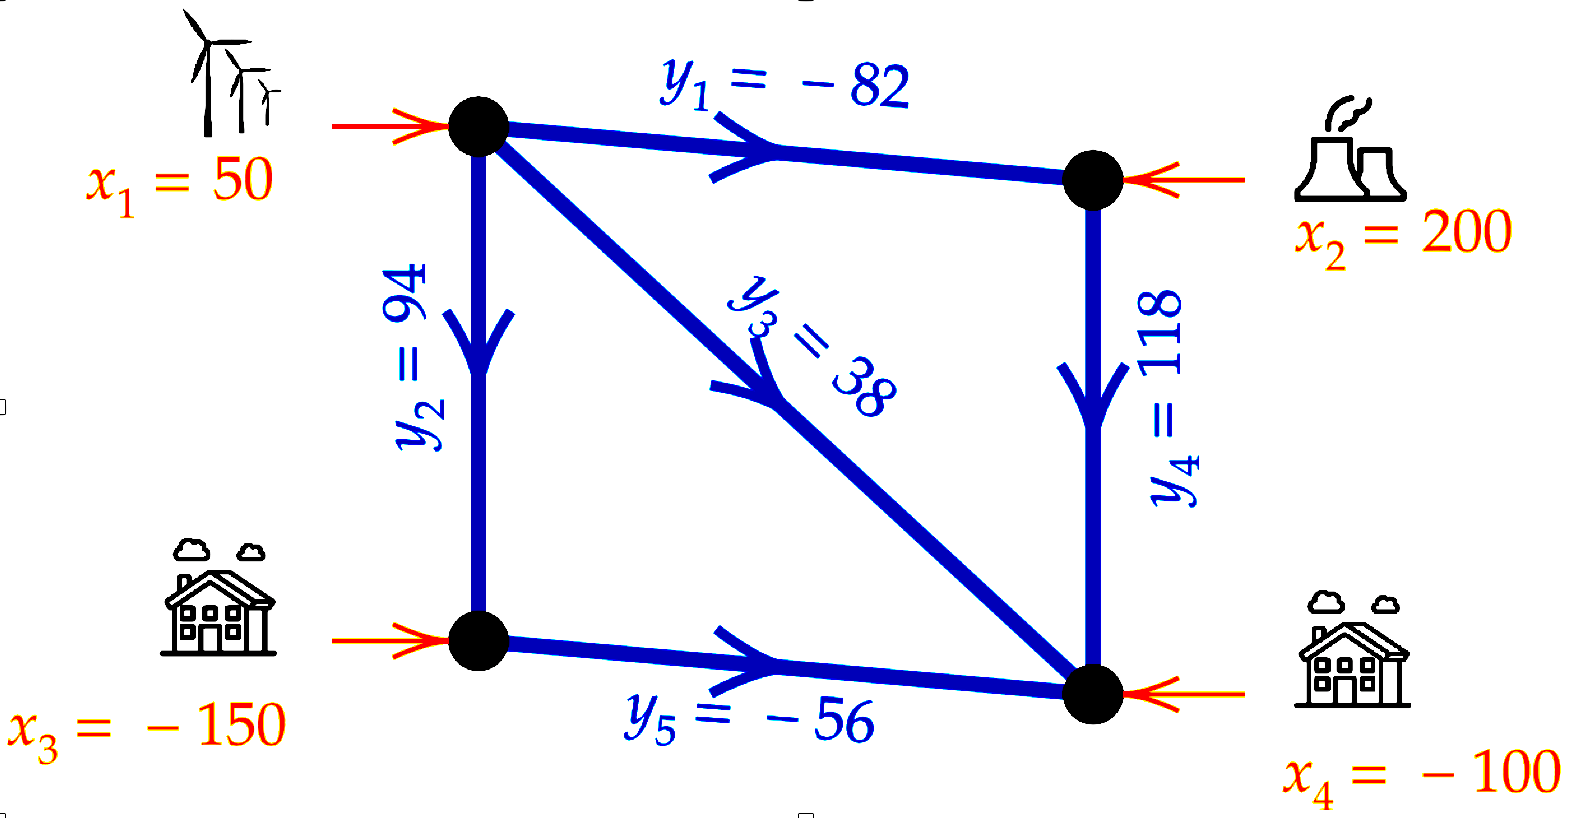 y₁ = − 82
x₁ = 50
x₂ = 200
y₂ = 94
y₃ = 38
y₄ = 118
x₃ = − 150
y₅ = − 56
x₄ = − 100